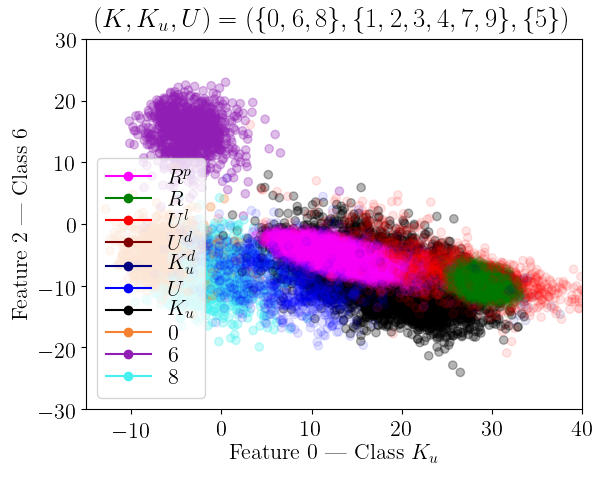 (K, K_u, U) = ({0, 6, 8}, {1, 2, 3, 4, 7, 9}, {5})
30
20
10
0
−10
−20
−30
Feature 2 — Class 6
R^p
R
U^l
U^d
K_u^d
U
K_u
0
6
8
−10 0 10 20 30 40
Feature 0 — Class K_u